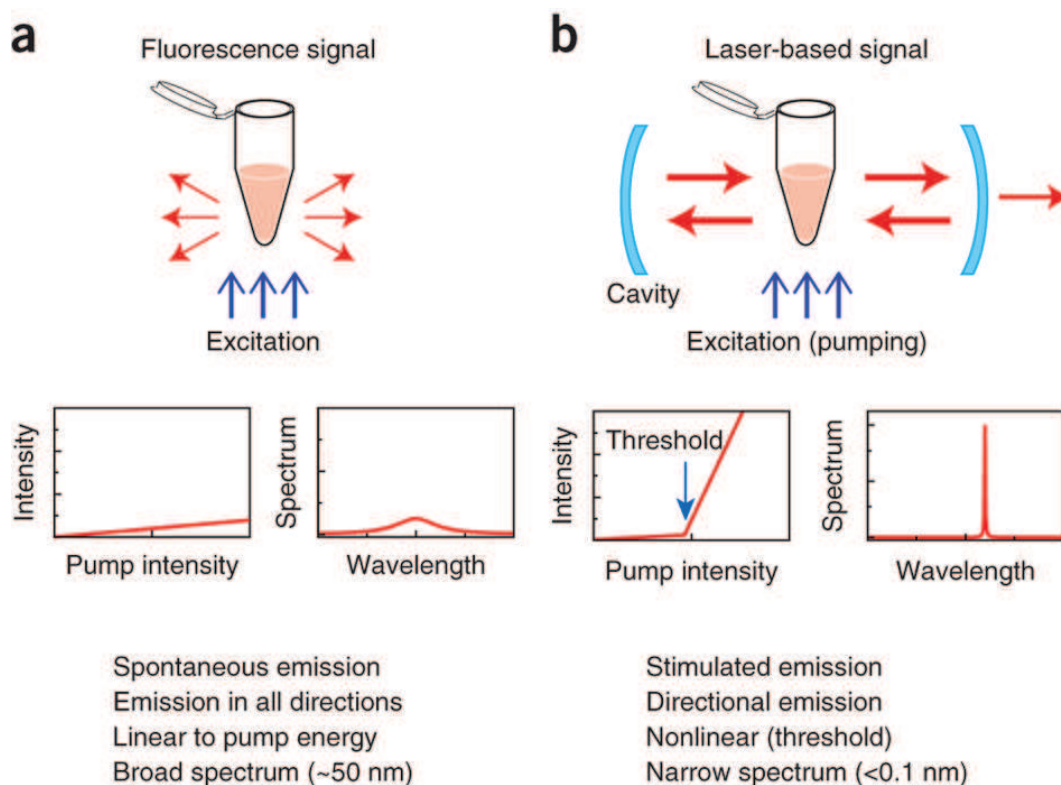 a
Fluorescence signal
Excitation
Intensity
Pump intensity
Spectrum
Wavelength
Spontaneous emission
Emission in all directions
Linear to pump energy
Broad spectrum (~50 nm)
b
Laser-based signal
Cavity
Excitation (pumping)
Intensity
Threshold
Pump intensity
Spectrum
Wavelength
Stimulated emission
Directional emission
Nonlinear (threshold)
Narrow spectrum (<0.1 nm)